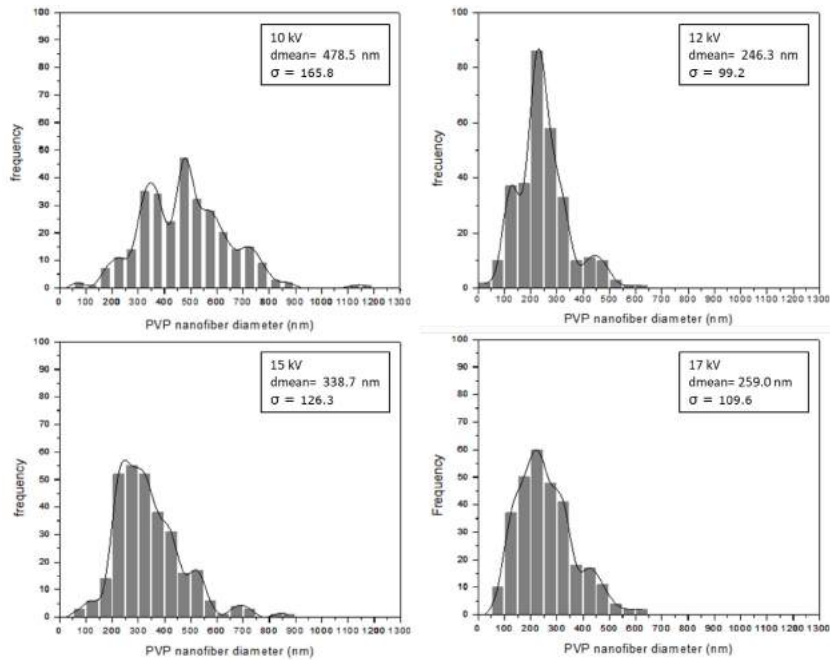 100
90
80
70
60
50
40
30
20
10
0
frequency
10 kV
dmean= 478.5 nm
σ = 165.8
0 100 200 300 400 500 600 700 800 900 1000 1100 1200 1300
PVP nanofiber diameter (nm)
100
80
60
40
20
0
frecuency
12 kV
dmean= 246.3 nm
σ = 99.2
0 100 200 300 400 500 600 700 800 900 1000 1100 1200 1300
PVP nanofiber diameter (nm)
100
90
80
70
60
50
40
30
20
10
0
frequency
15 kV
dmean= 338.7 nm
σ = 126.3
0 100 200 300 400 500 600 700 800 900 1000 1100 1200 1300
PVP nanofiber diameter (nm)
100
90
80
70
60
50
40
30
20
10
0
Frequency
17 kV
dmean= 259.0 nm
σ = 109.6
0 100 200 300 400 500 600 700 800 900 1000 1100 1200 1300
PVP nanofiber diameter (nm)